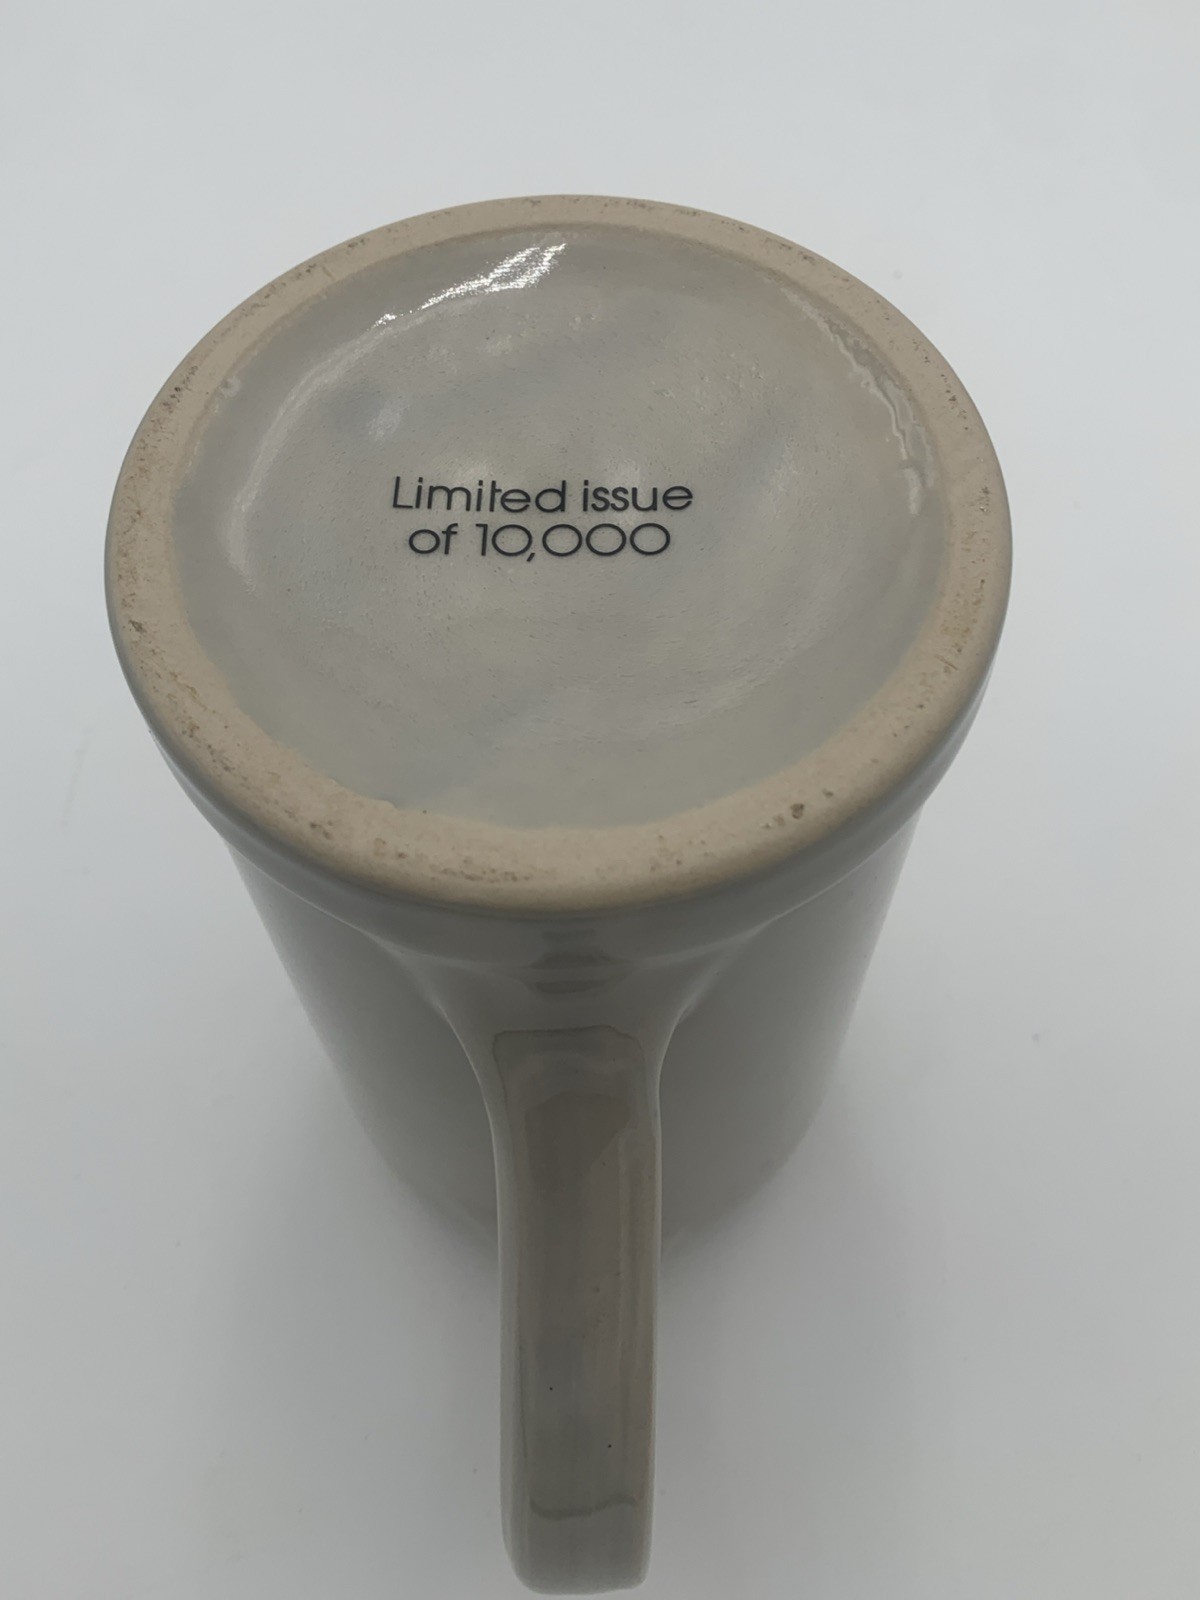 Limited issue
of 10,000